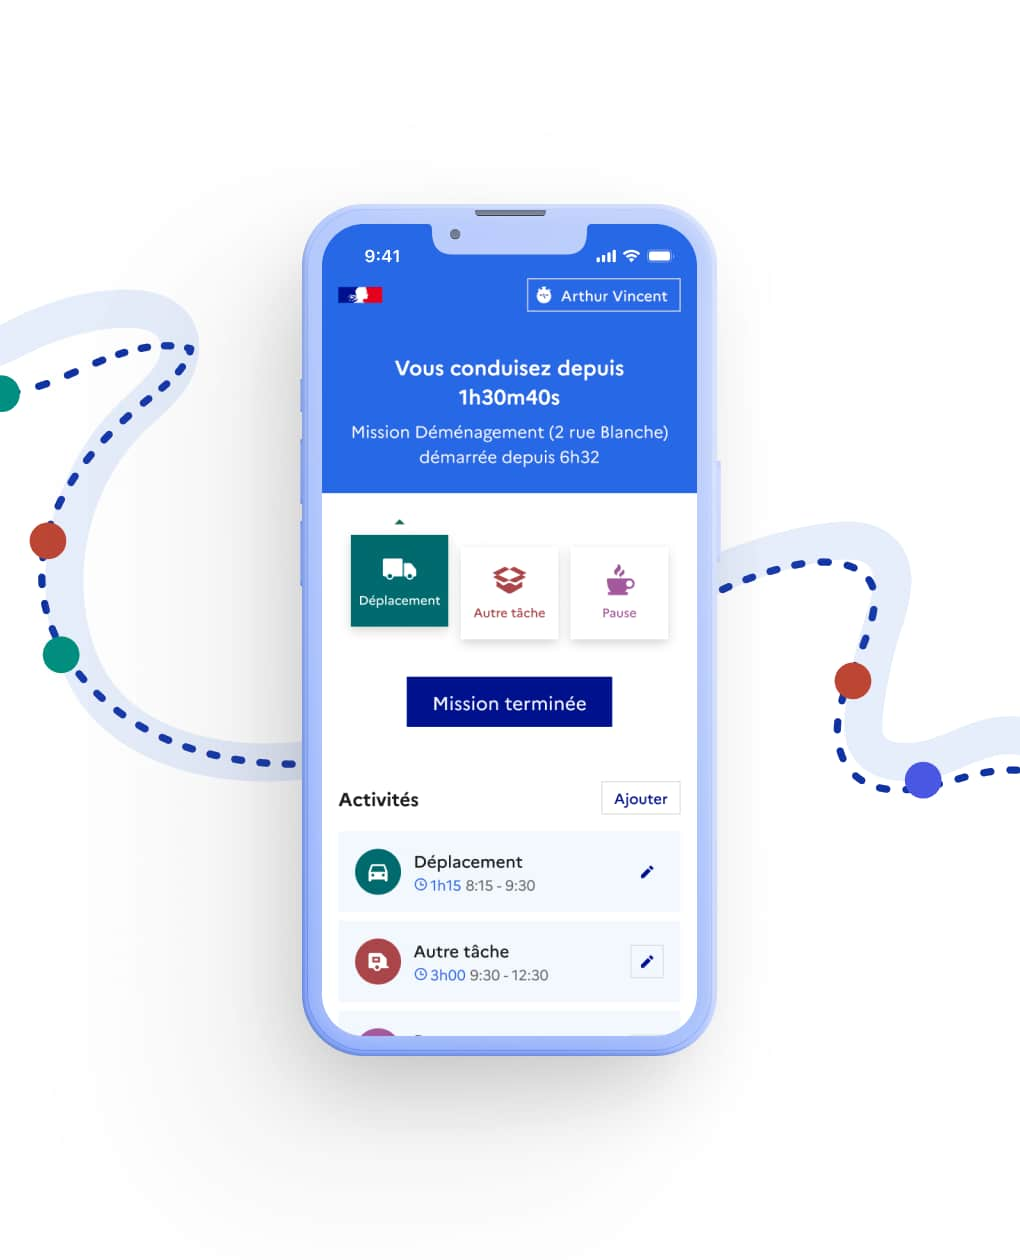 9:41
Arthur Vincent
Vous conduisez depuis
1h30m40s
Mission Déménagement (2 rue Blanche)
démarrée depuis 6h32
Déplacement
Autre tâche
Pause
Mission terminée
Activités
Ajouter
Déplacement
1h15 8:15 - 9:30
Autre tâche
3h00 9:30 - 12:30